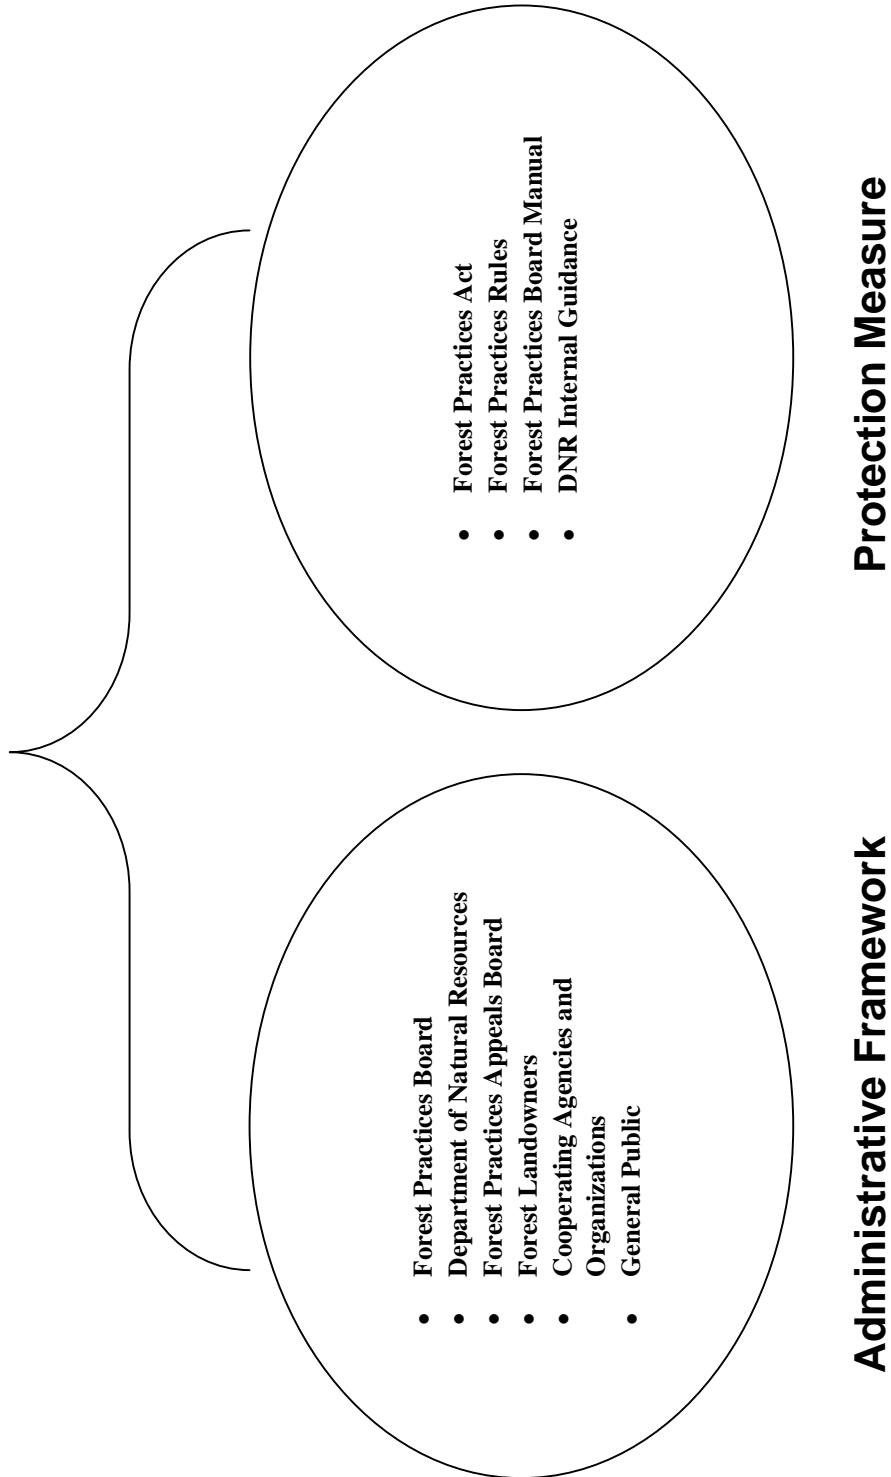 • Forest Practices Board
• Department of Natural Resources
• Forest Practices Appeals Board
• Forest Landowners
• Cooperating Agencies and
Organizations
• General Public
Administrative Framework
• Forest Practices Act
• Forest Practices Rules
• Forest Practices Board Manual
• DNR Internal Guidance
Protection Measure